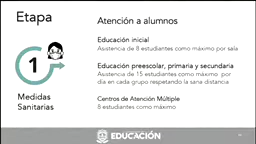 Etapa
Atención a alumnos
Educación inicial
Asistencia de 8 estudiantes como máximo por sala
1
Educación preescolar, primaria y secundaria
Asistencia de 15 estudiantes como máximo por
día en cada grupo respetando la sana distancia
Medidas
Sanitarias
Centros de Atención Múltiple
8 estudiantes como máximo
EDUCACIÓN